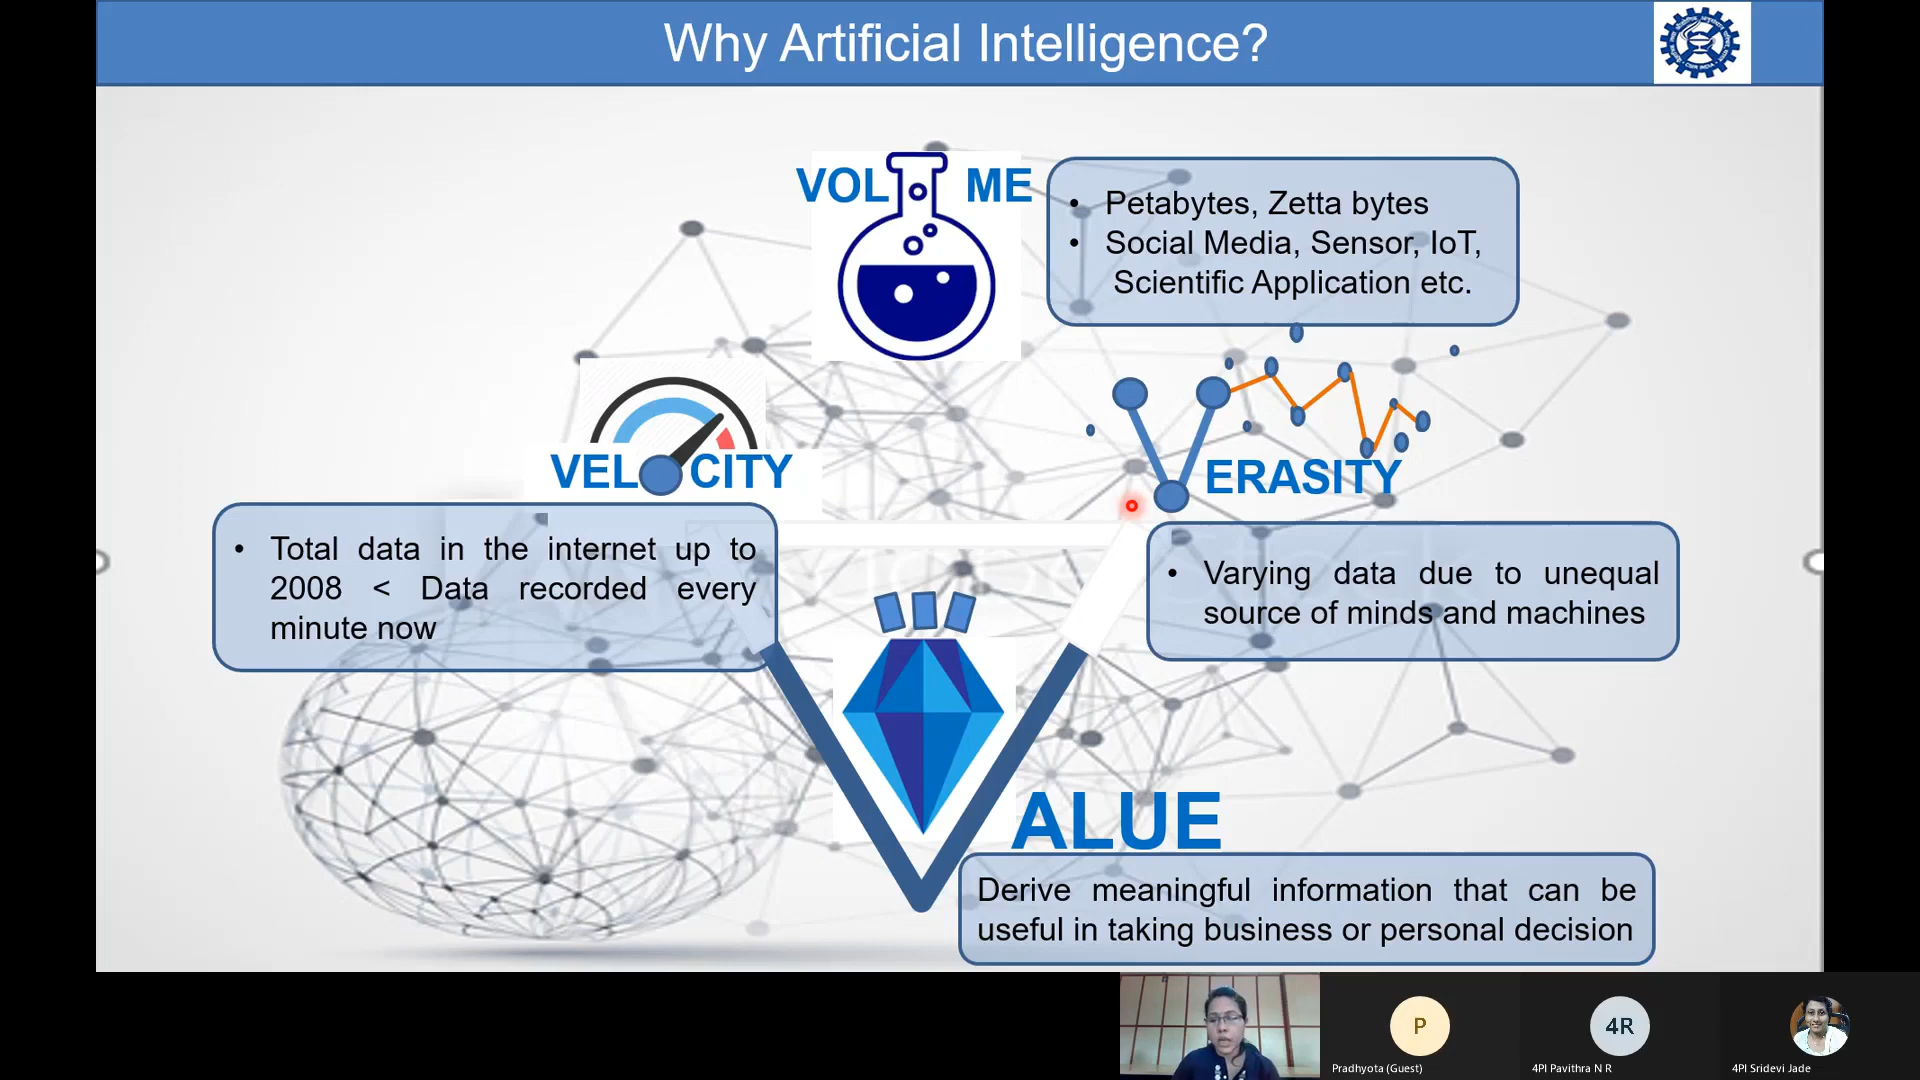 Why Artificial Intelligence?
VOL ME
• Petabytes, Zetta bytes
• Social Media, Sensor, IoT,
Scientific Application etc.
VEL CITY
ERASITY
• Total data in the internet up to
2008 < Data recorded every
minute now
• Varying data due to unequal
source of minds and machines
ALUE
Derive meaningful information that can be
useful in taking business or personal decision
P
4R
Pradhyota (Guest)
4PI Pavithra N R
4PI Sridevi Jade